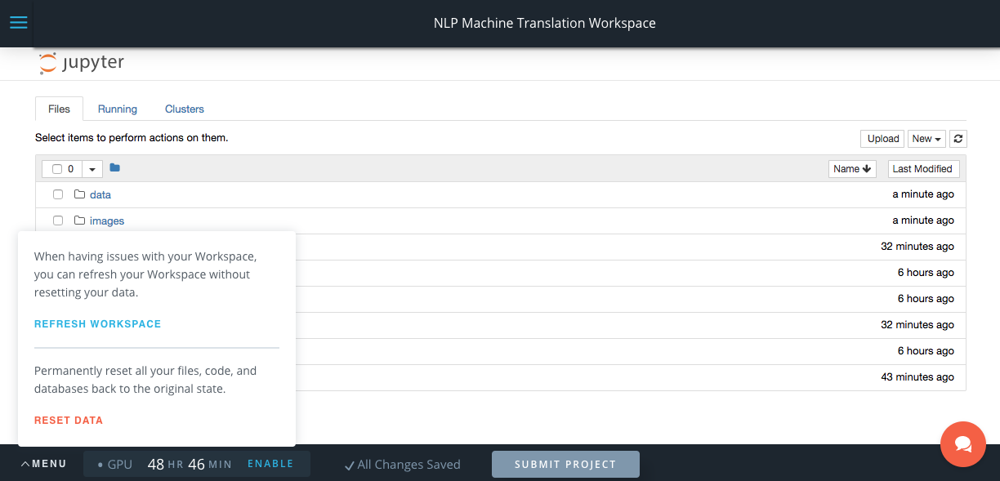 NLP Machine Translation Workspace
jupyter
Files Running Clusters
Select items to perform actions on them.
Upload New
0 Name Last Modified
data a minute ago
images a minute ago
32 minutes ago
6 hours ago
6 hours ago
32 minutes ago
6 hours ago
43 minutes ago
When having issues with your Workspace,
you can refresh your Workspace without
resetting your data.
REFRESH WORKSPACE
Permanently reset all your files, code, and
databases back to the original state.
RESET DATA
MENU GPU 48 HR 46 MIN ENABLE All Changes Saved SUBMIT PROJECT